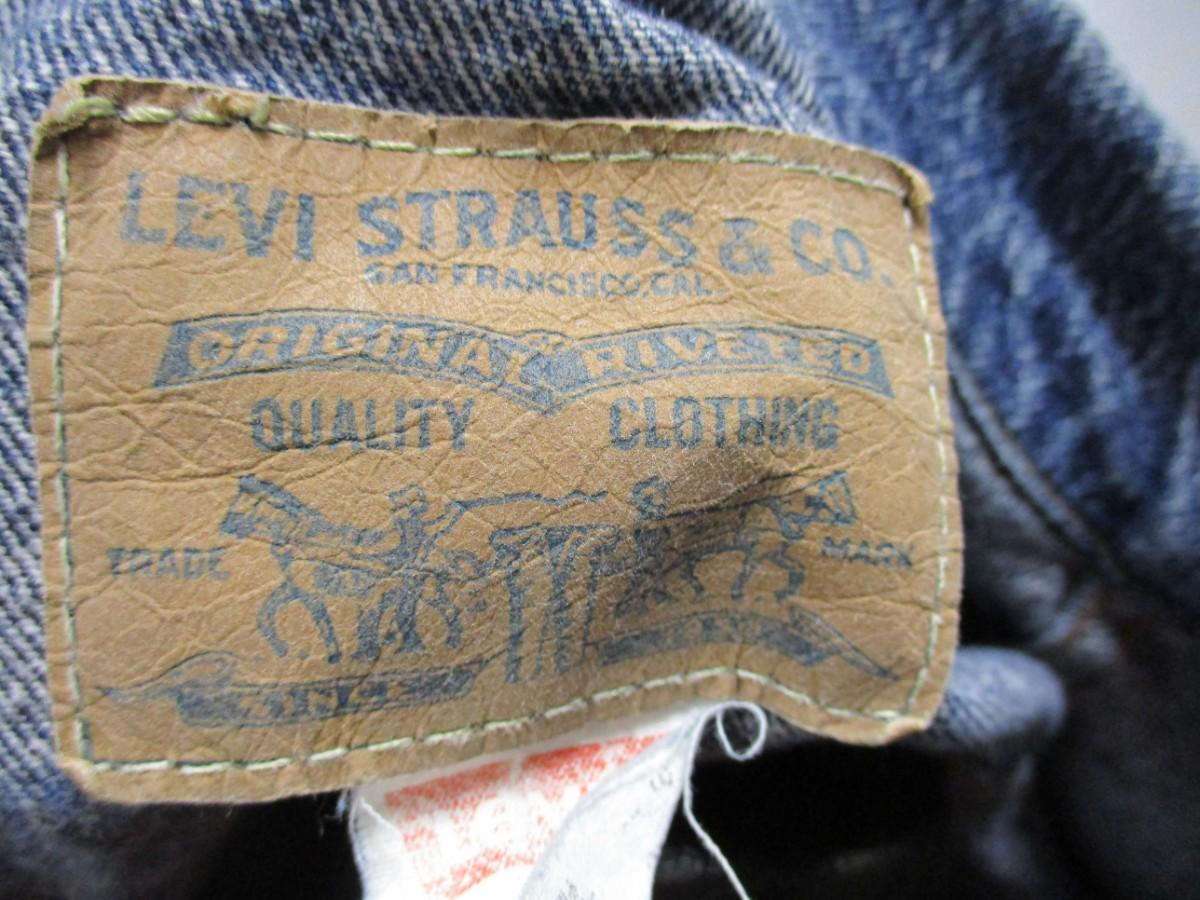 LEVI STRAUSS & CO.
SAN FRANCISCO, CAL.
ORIGINAL RIVETED
QUALITY CLOTHING
TRADE MARK